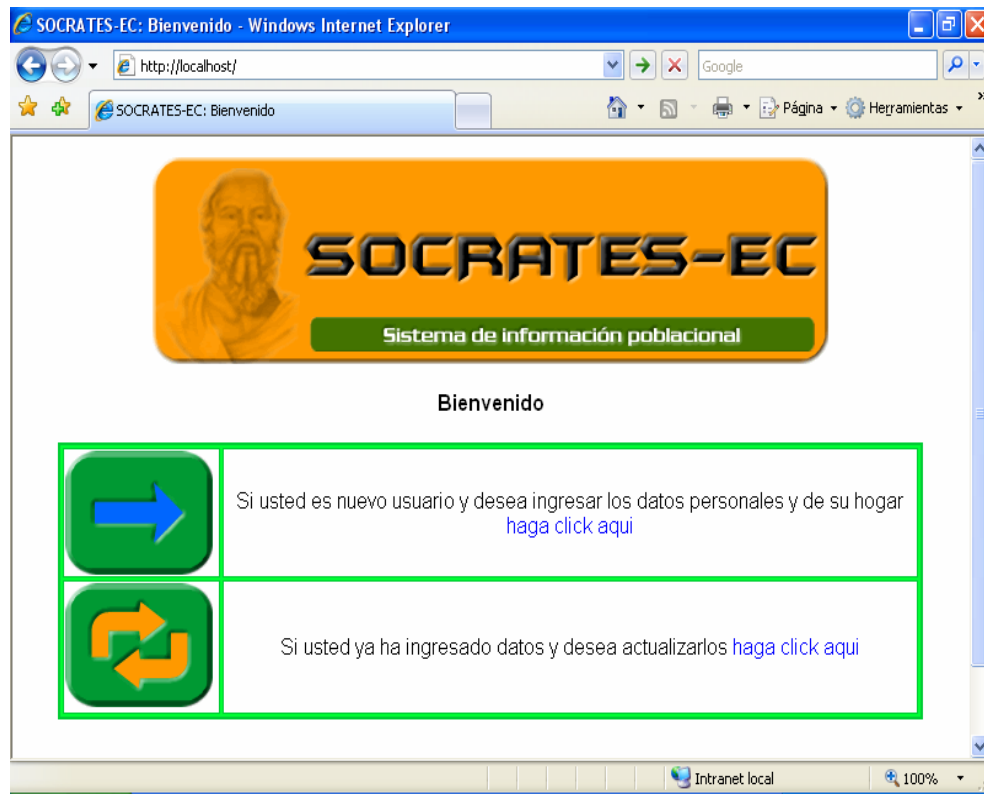 SOCRATES-EC: Bienvenido - Windows Internet Explorer
http://localhost/
Google
SOCRATES-EC: Bienvenido
Página
Herramientas
SOCRATES-EC
Sistema de información poblacional
Bienvenido
Si usted es nuevo usuario y desea ingresar los datos personales y de su hogar
haga click aqui
Si usted ya ha ingresado datos y desea actualizarlos haga click aqui
Intranet local
100%